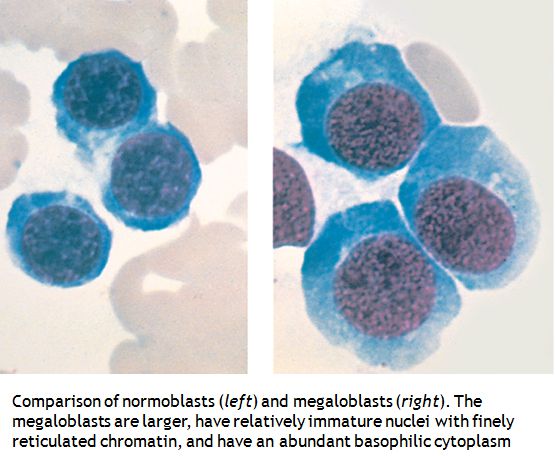 Comparison of normoblasts (left) and megaloblasts (right). The
megaloblasts are larger, have relatively immature nuclei with finely
reticulated chromatin, and have an abundant basophilic cytoplasm